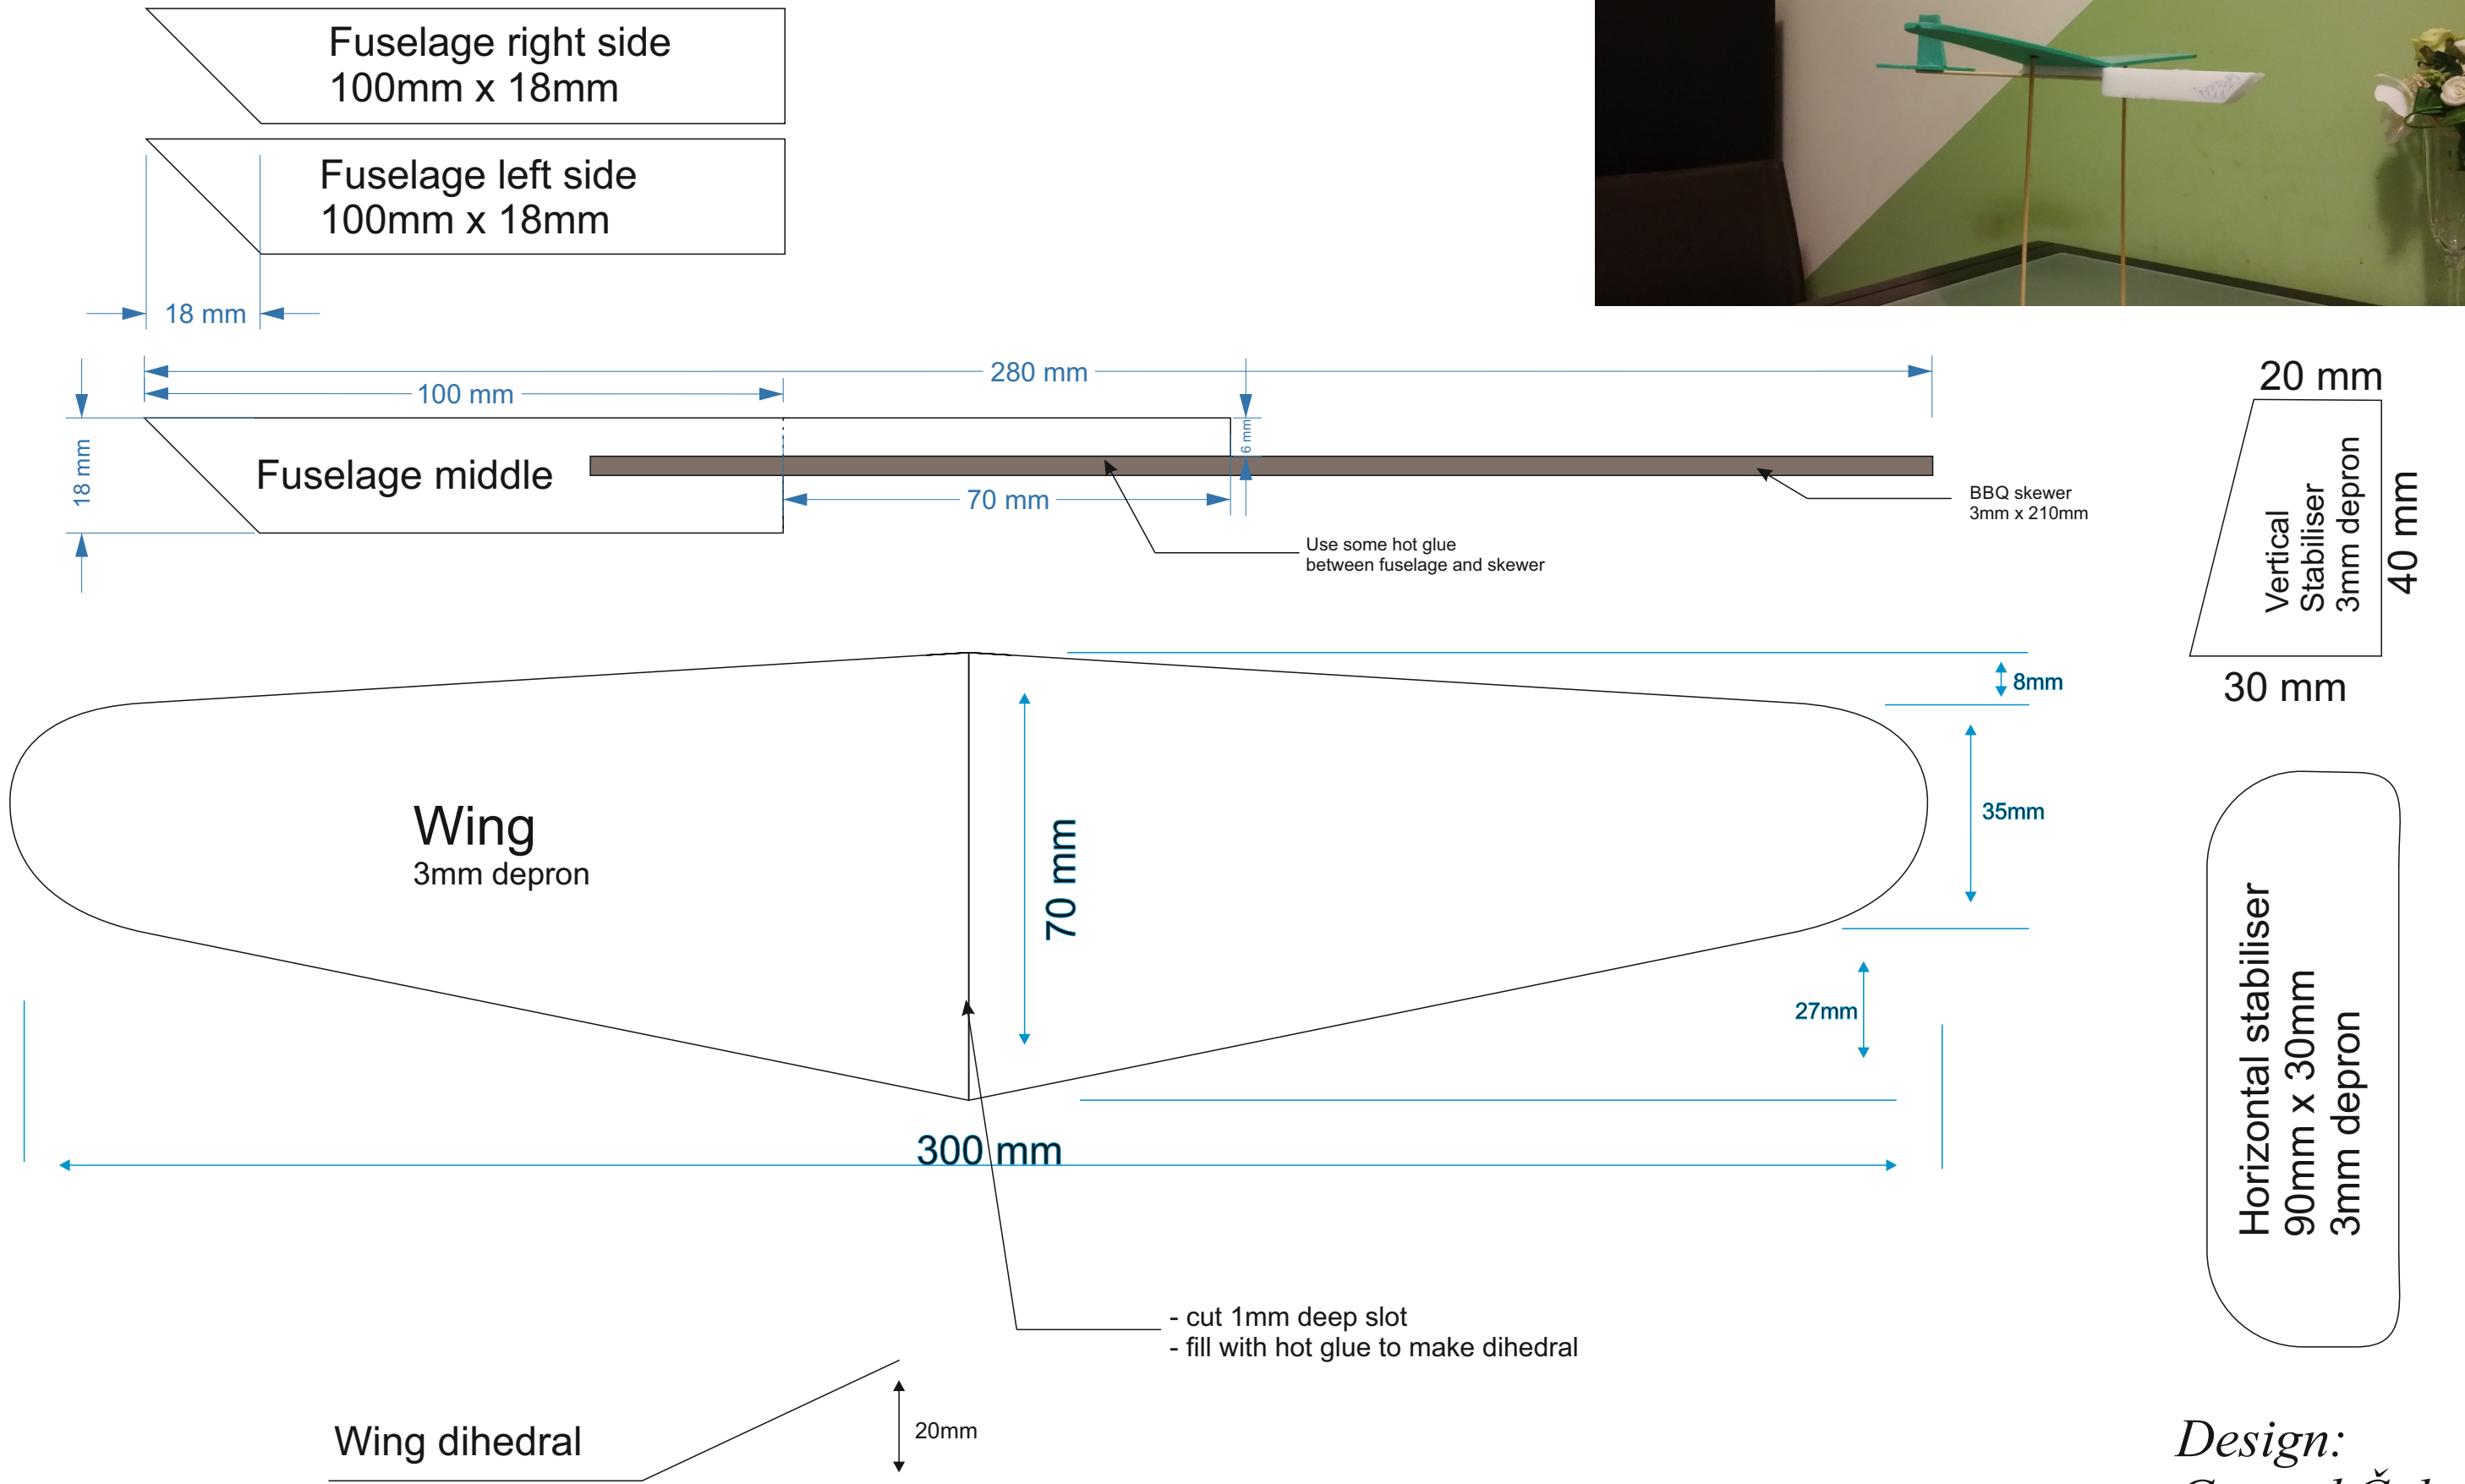 Fuselage right side
100mm x 18mm
Fuselage left side
100mm x 18mm
18 mm
280 mm
100 mm
18 mm
6 mm
Fuselage middle
70 mm
BBQ skewer
3mm x 210mm
Use some hot glue
between fuselage and skewer
20 mm
Vertical
Stabiliser
3mm depron
40 mm
30 mm
8mm
Wing
3mm depron
70 mm
35mm
27mm
300 mm
Horizontal stabiliser
90mm x 30mm
3mm depron
- cut 1mm deep slot
- fill with hot glue to make dihedral
Wing dihedral
20mm
Design: